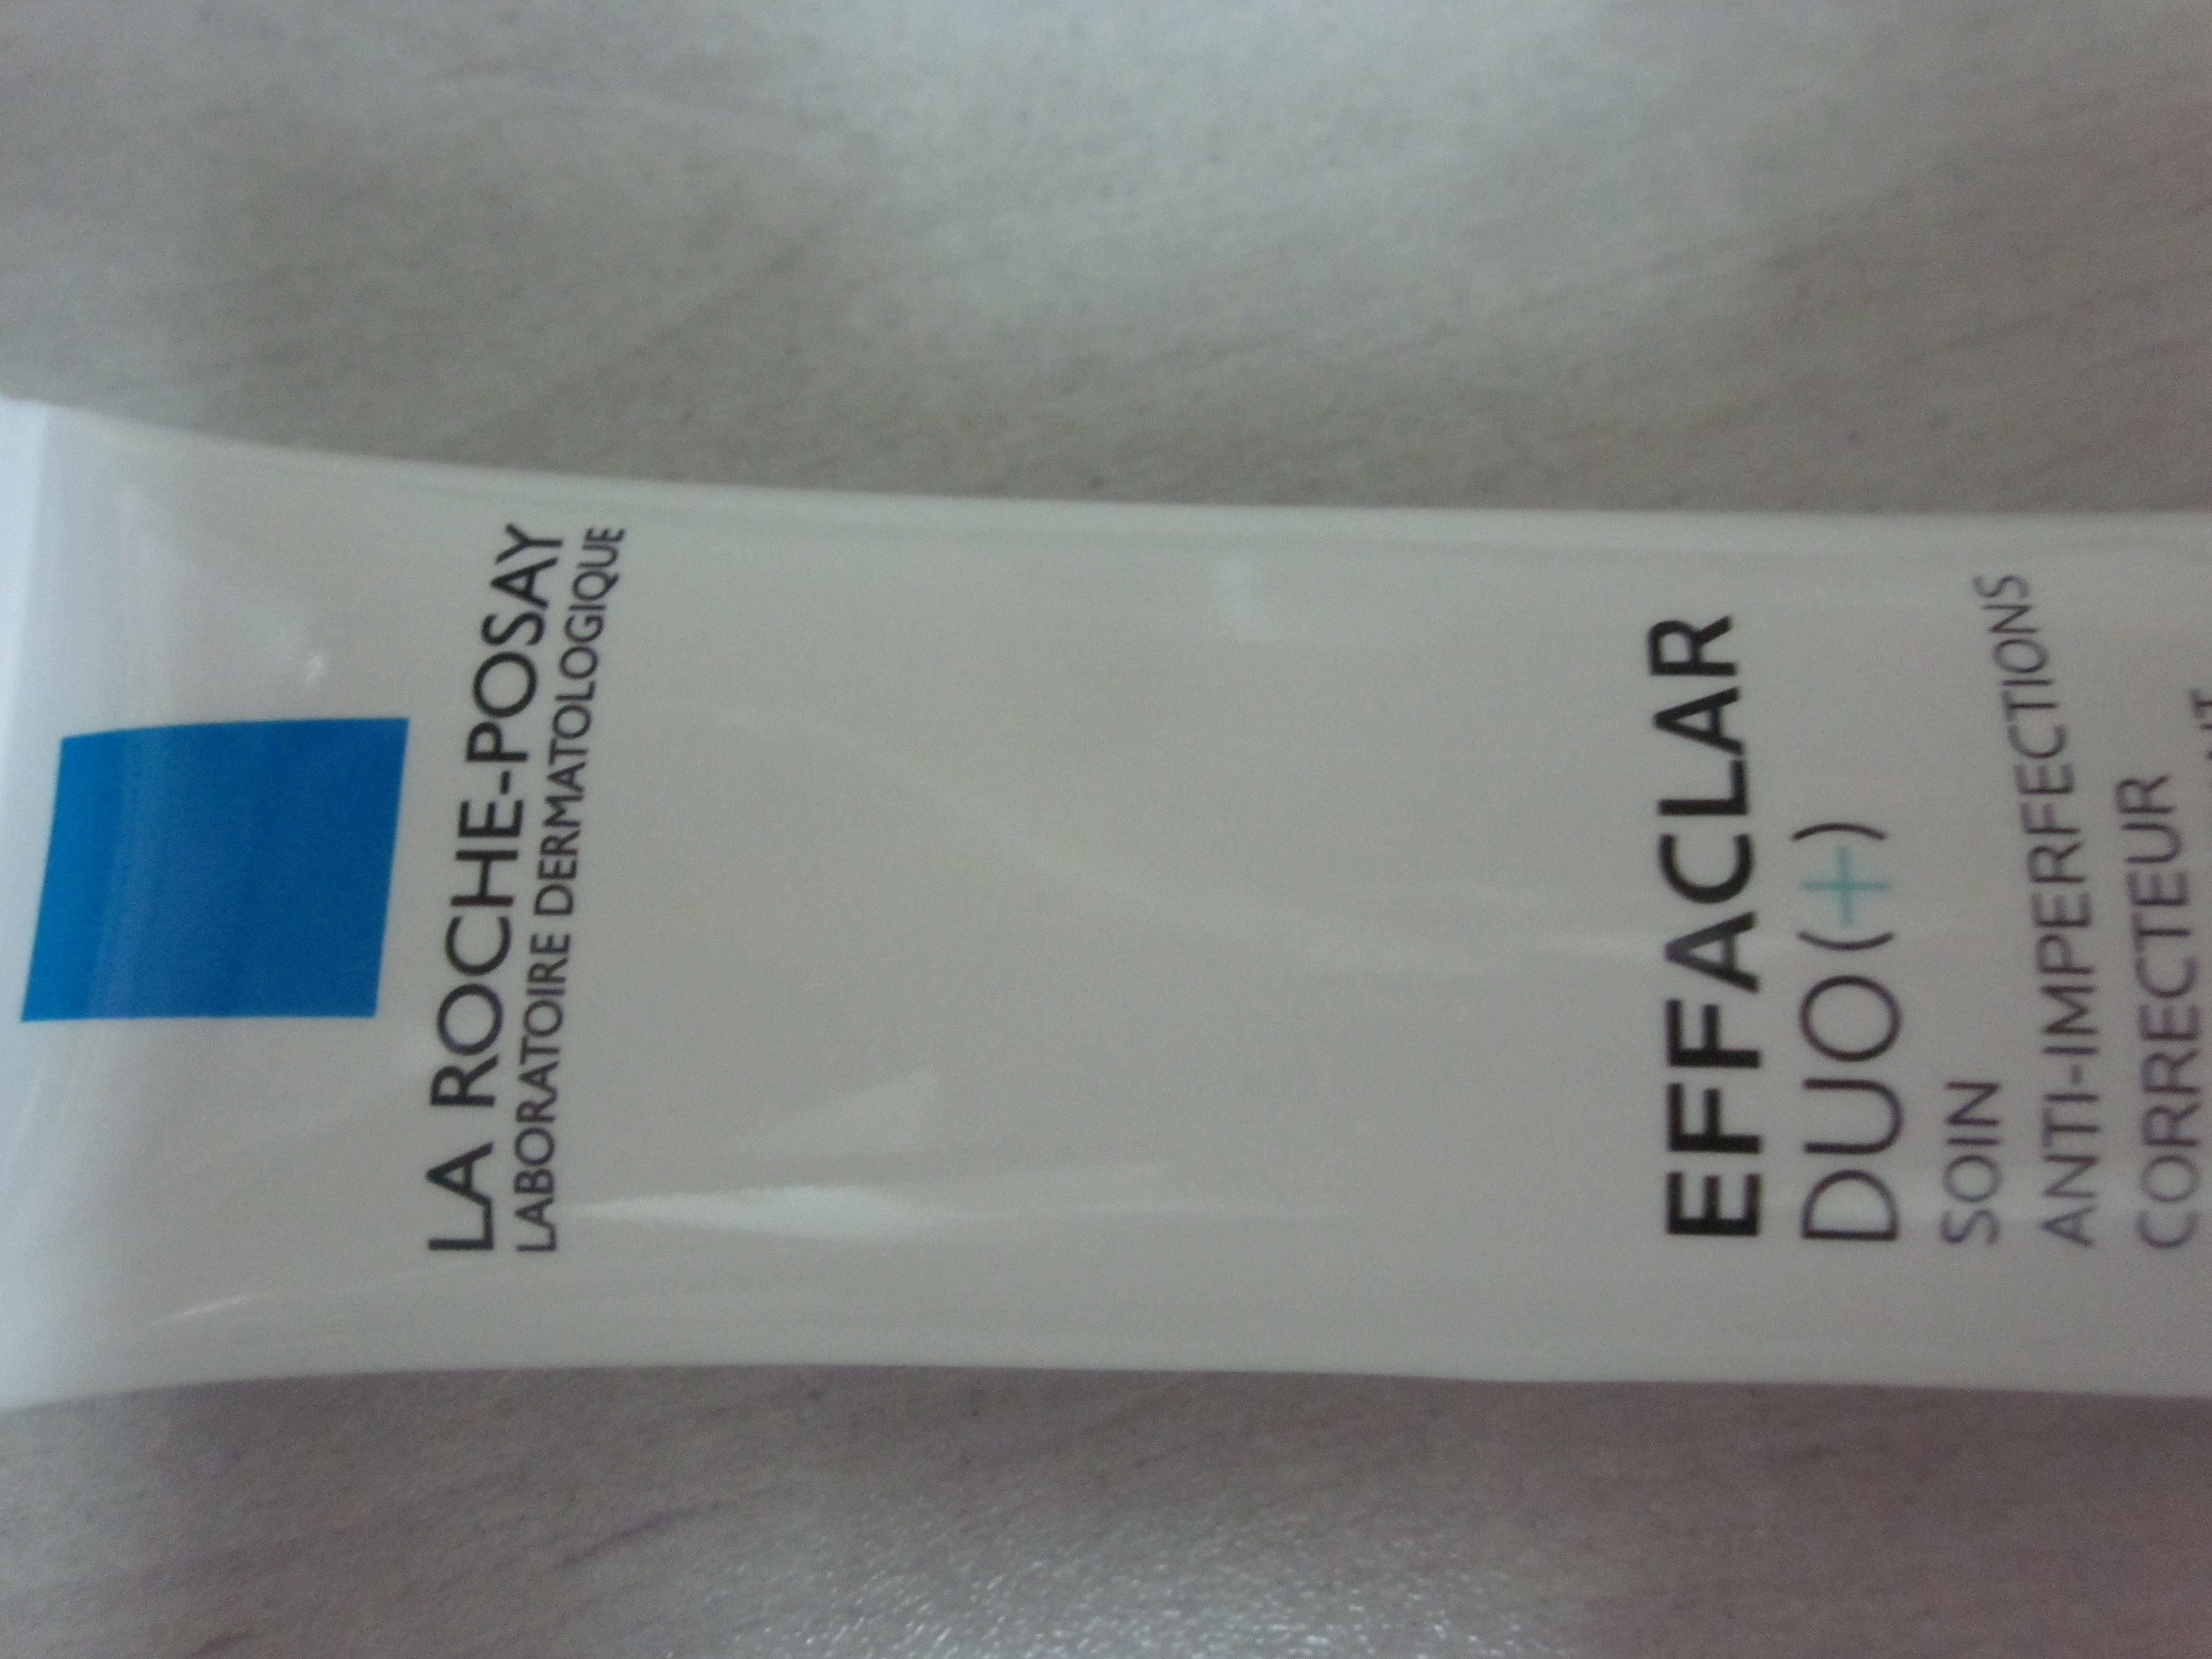 LA ROCHE-POSAY
LABORATOIRE DERMATOLOGIQUE
EFFACLAR
DUO(+)
SOIN
ANTI-IMPERFECTIONS
CORRECTEUR